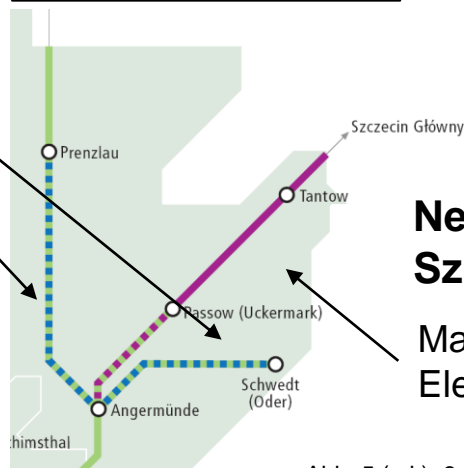 Szczecin Główny
Prenzlau
Tantow
Ne
Sz
Passow (Uckermark)
Ma
Ele
Schwedt
(Oder)
Angermünde
chimsthal